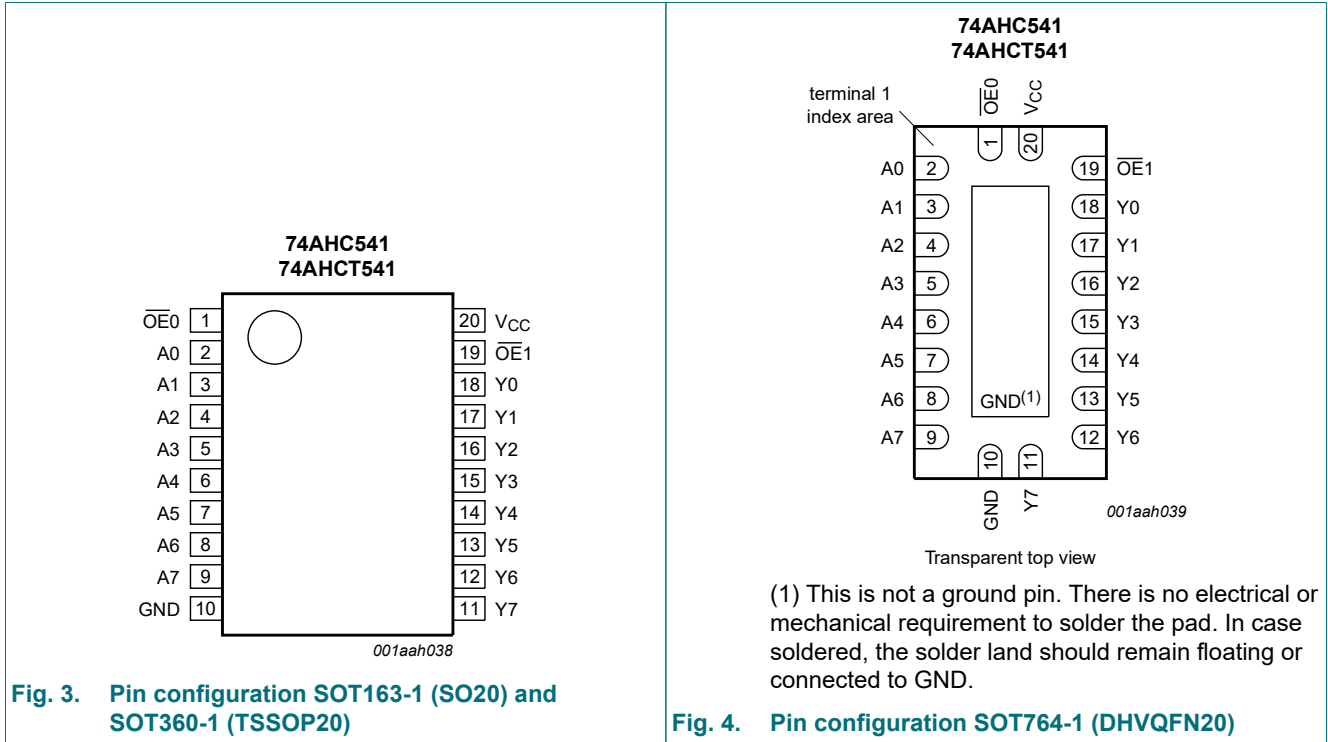 74AHC541
74AHCT541
OE0 1
A0 2
A1 3
A2 4
A3 5
A4 6
A5 7
A6 8
A7 9
GND 10
20 VCC
19 OE1
18 Y0
17 Y1
16 Y2
15 Y3
14 Y4
13 Y5
12 Y6
11 Y7
001aah038
Fig. 3. Pin configuration SOT163-1 (SO20) and
SOT360-1 (TSSOP20)
74AHC541
74AHCT541
terminal 1
index area
OE0
VCC
1
20
A0 2
A1 3
A2 4
A3 5
A4 6
A5 7
A6 8
A7 9
19 OE1
18 Y0
17 Y1
16 Y2
15 Y3
14 Y4
13 Y5
12 Y6
GND(1)
10
11
GND
Y7
001aah039
Transparent top view
(1) This is not a ground pin. There is no electrical or
mechanical requirement to solder the pad. In case
soldered, the solder land should remain floating or
connected to GND.
Fig. 4. Pin configuration SOT764-1 (DHVQFN20)